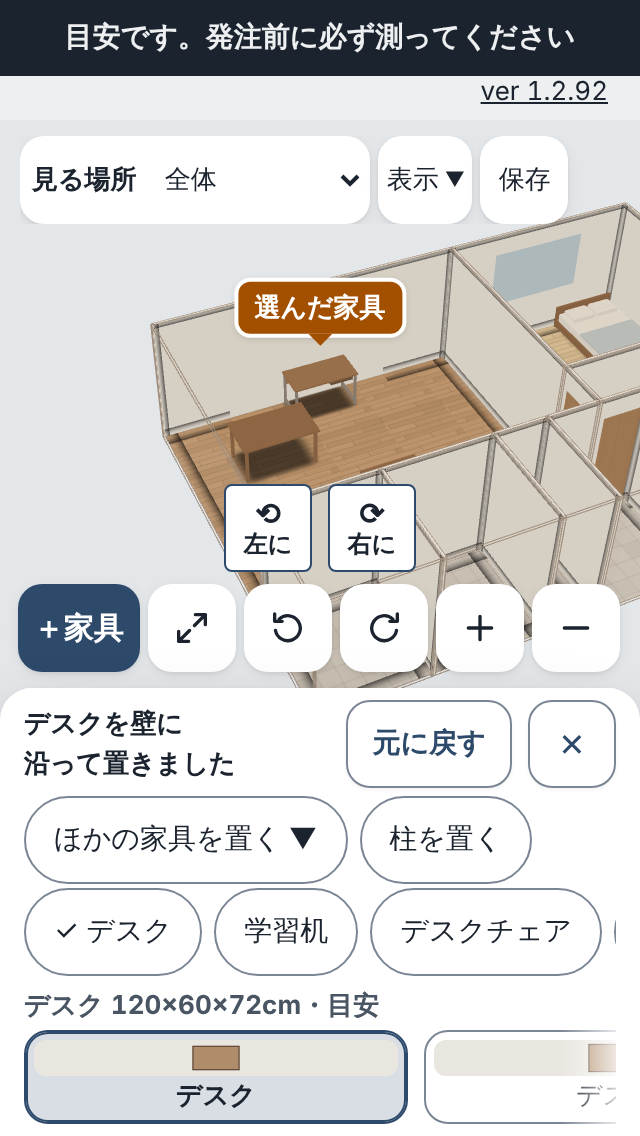 目安です。発注前に必ず測ってください
ver 1.2.92
見る場所 全体
表示 ▼
保存
選んだ家具
⟲ 左に
⟳ 右に
+家具
デスクを壁に
沿って置きました
元に戻す
×
ほかの家具を置く ▼
柱を置く
✓ デスク
学習机
デスクチェア
デスク 120×60×72cm・目安
デスク